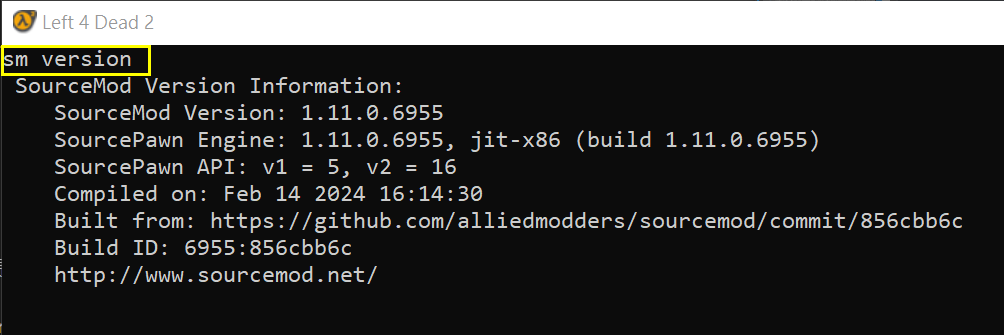 Left 4 Dead 2
sm version
SourceMod Version Information:
SourceMod Version: 1.11.0.6955
SourcePawn Engine: 1.11.0.6955, jit-x86 (build 1.11.0.6955)
SourcePawn API: v1 = 5, v2 = 16
Compiled on: Feb 14 2024 16:14:30
Built from: https://github.com/alliedmodders/sourcemod/commit/856cbb6c
Build ID: 6955:856cbb6c
http://www.sourcemod.net/